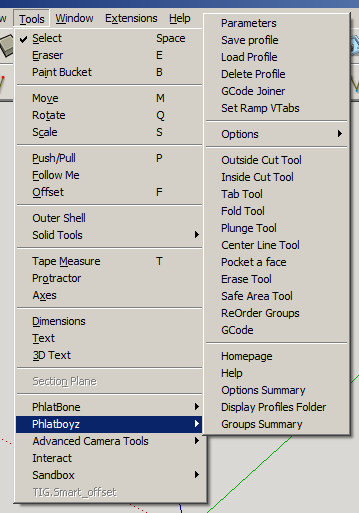 w Tools Window Extensions Help
Select Space
Eraser E
Paint Bucket B
Move M
Rotate Q
Scale S
Push/Pull P
Follow Me
Offset F
Outer Shell
Solid Tools
Tape Measure T
Protractor
Axes
Dimensions
Text
3D Text
Section Plane
PhlatBone
Phlatboyz
Advanced Camera Tools
Interact
Sandbox
TIG.Smart_offset
Parameters
Save profile
Load Profile
Delete Profile
GCode Joiner
Set Ramp VTabs
Options
Outside Cut Tool
Inside Cut Tool
Tab Tool
Fold Tool
Plunge Tool
Center Line Tool
Pocket a face
Erase Tool
Safe Area Tool
ReOrder Groups
GCode
Homepage
Help
Options Summary
Display Profiles Folder
Groups Summary